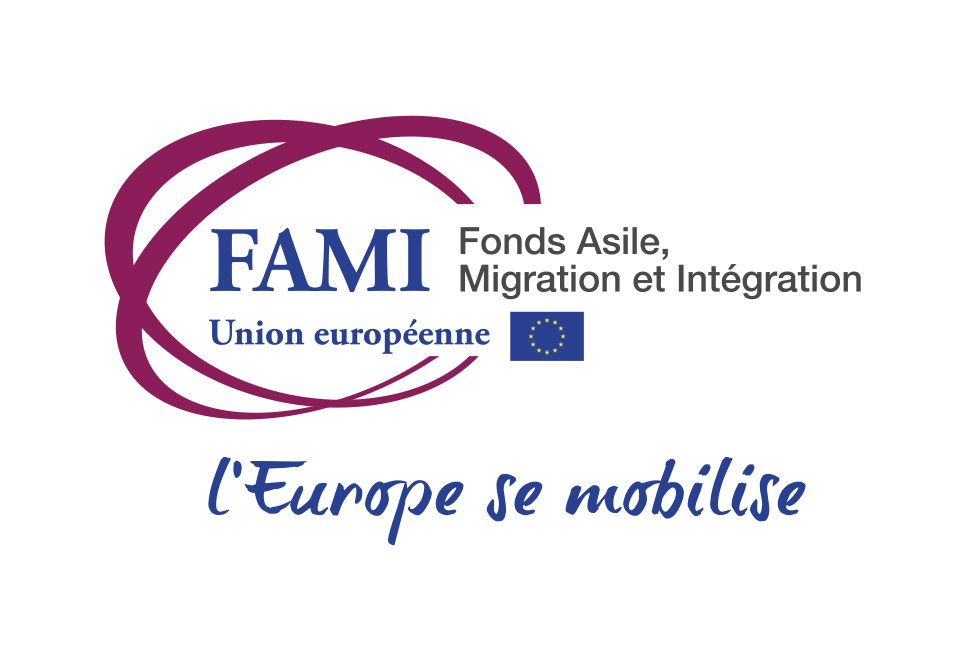 FAMI
Fonds Asile,
Migration et Intégration
Union européenne
l'Europe se mobilise